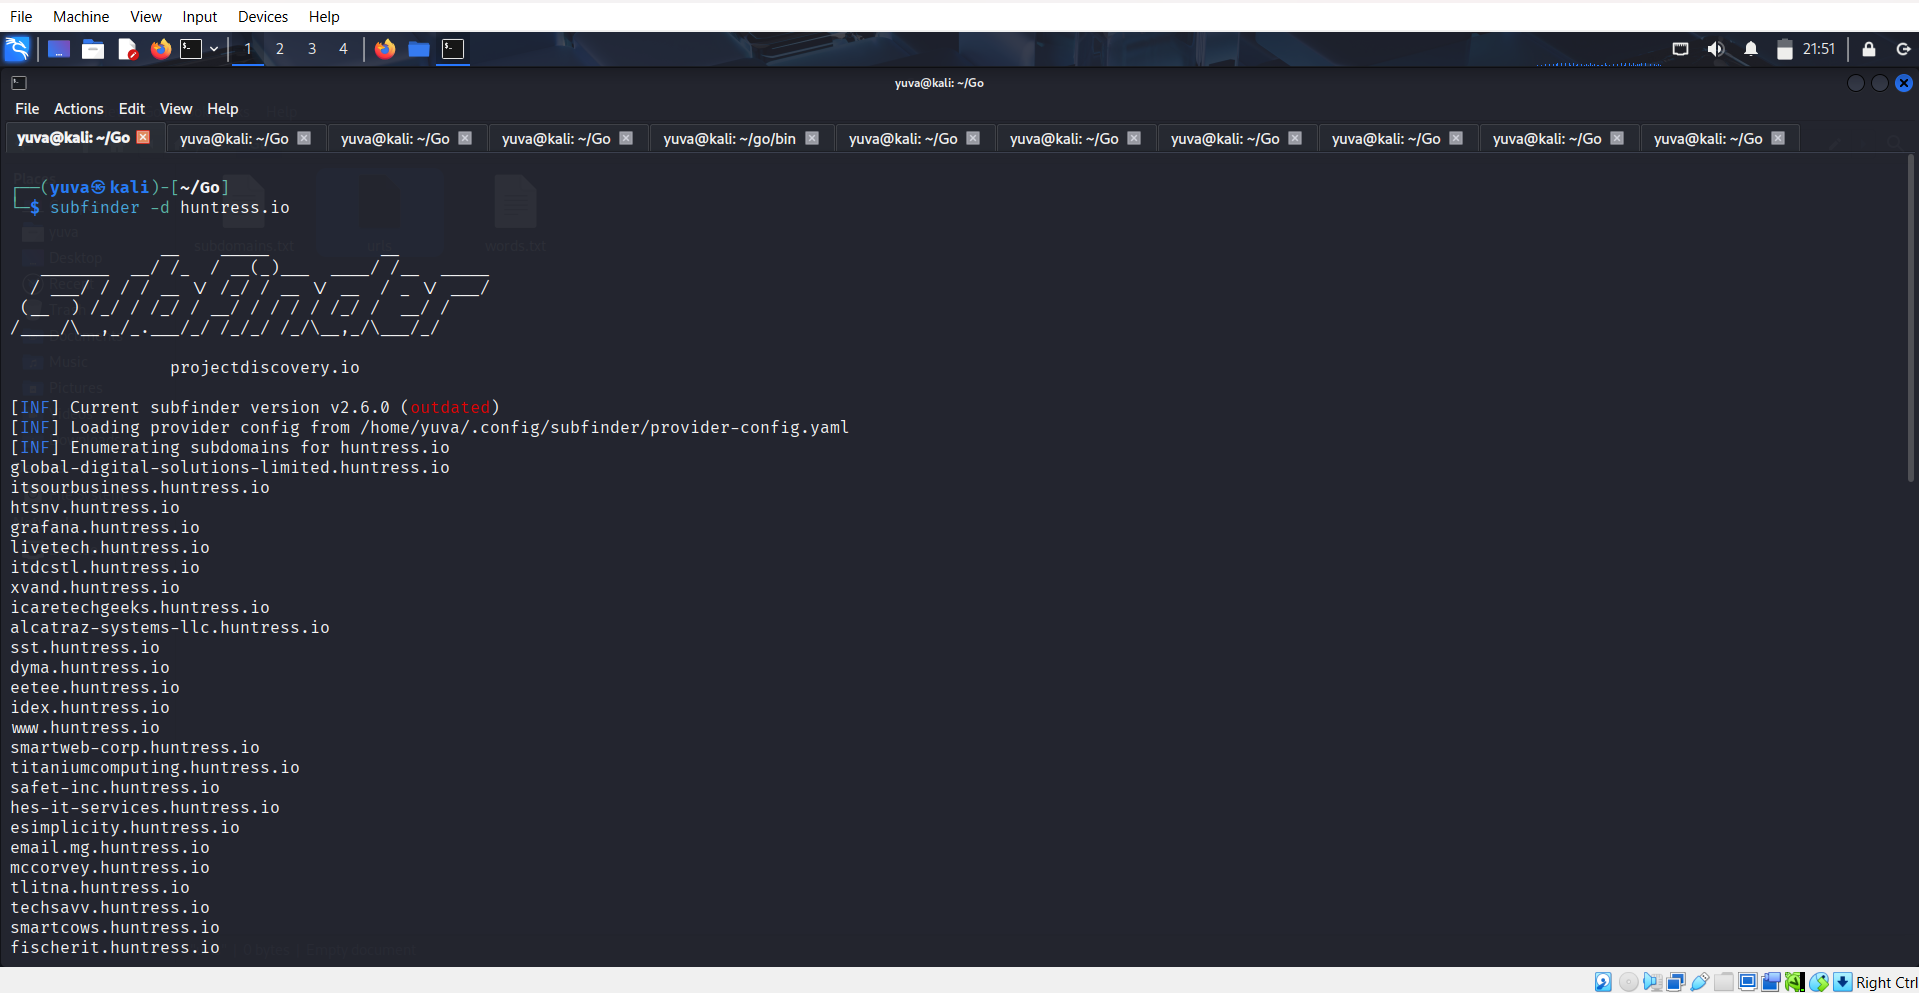 File Machine View Input Devices Help
1 2 3 4 21:51
yuva@kali: ~/Go
File Actions Edit View Help
yuva@kali: ~/Go yuva@kali: ~/Go yuva@kali: ~/Go yuva@kali: ~/Go yuva@kali: ~/go/bin yuva@kali: ~/Go yuva@kali: ~/Go yuva@kali: ~/Go yuva@kali: ~/Go yuva@kali: ~/Go yuva@kali: ~/Go
(yuva㉿kali)-[~/Go]
$ subfinder -d huntress.io
subfinder
projectdiscovery.io
[INF] Current subfinder version v2.6.0 (outdated)
[INF] Loading provider config from /home/yuva/.config/subfinder/provider-config.yaml
[INF] Enumerating subdomains for huntress.io
global-digital-solutions-limited.huntress.io
itsourbusiness.huntress.io
htsnv.huntress.io
grafana.huntress.io
livetech.huntress.io
itdcstl.huntress.io
xvand.huntress.io
icaretechgeeks.huntress.io
alcatraz-systems-llc.huntress.io
sst.huntress.io
dyma.huntress.io
eetee.huntress.io
idex.huntress.io
www.huntress.io
smartweb-corp.huntress.io
titaniumcomputing.huntress.io
safet-inc.huntress.io
hes-it-services.huntress.io
esimplicity.huntress.io
email.mg.huntress.io
mccorvey.huntress.io
tlitna.huntress.io
techsavv.huntress.io
smartcows.huntress.io
fischerit.huntress.io
Right Ctrl